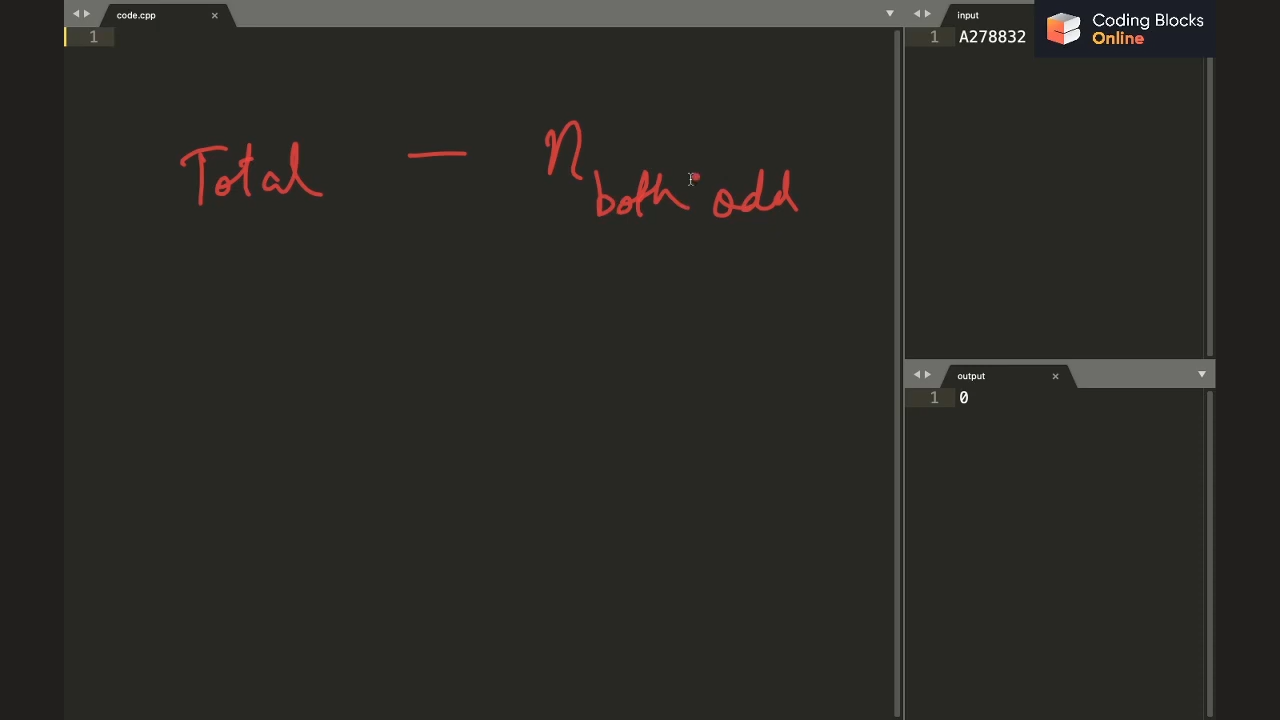 code.cpp
input
Coding Blocks
Online
1
1 A278832
Total — n both odd
output
1 0